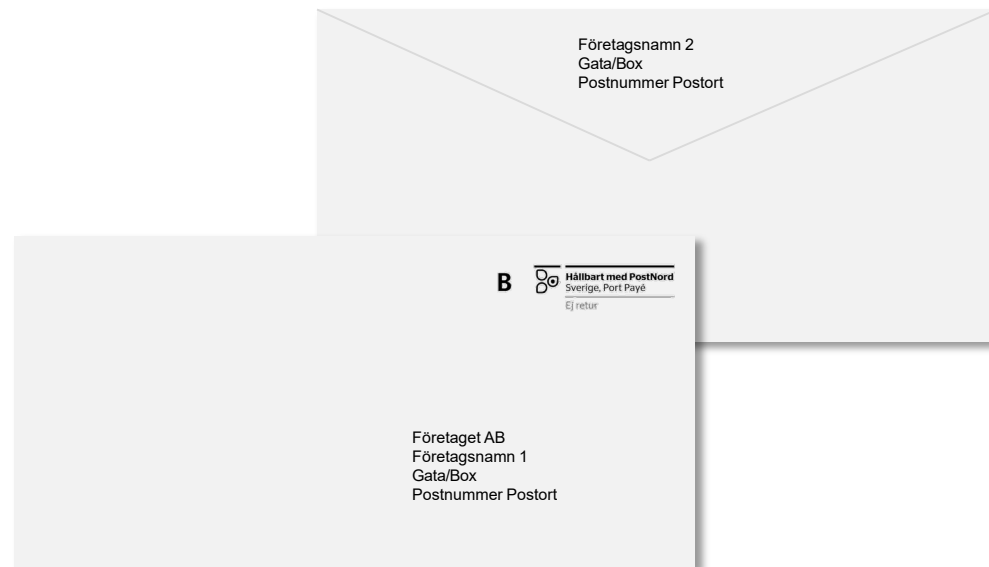 Företagsnamn 2
Gata/Box
Postnummer Postort
B
Hållbart med PostNord
Sverige, Port Payé
Ej retur
Företaget AB
Företagsnamn 1
Gata/Box
Postnummer Postort